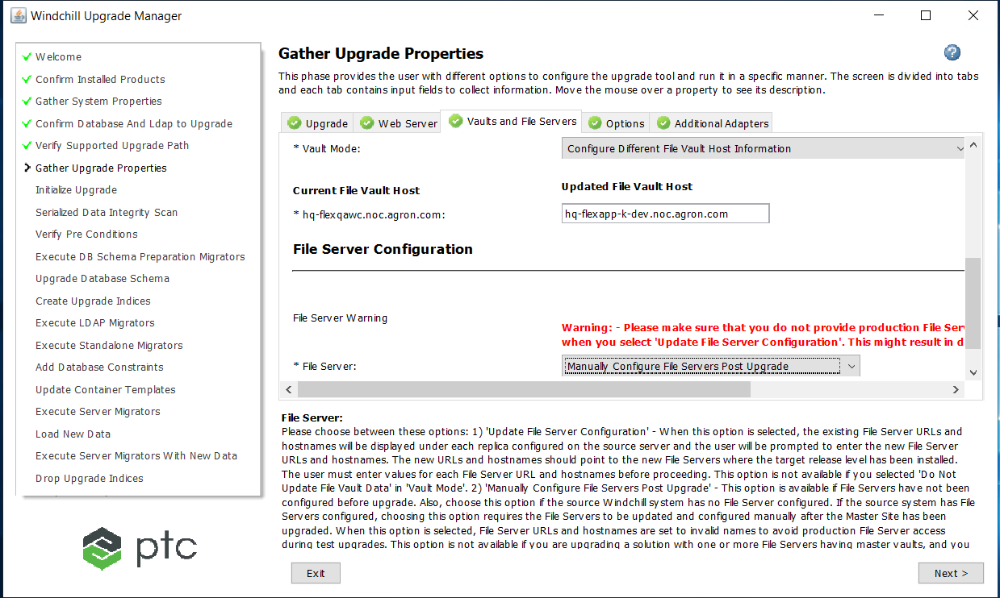 Windchill Upgrade Manager
Welcome
Confirm Installed Products
Gather System Properties
Confirm Database And Ldap to Upgrade
Verify Supported Upgrade Path
Gather Upgrade Properties
Initialize Upgrade
Serialized Data Integrity Scan
Verify Pre Conditions
Execute DB Schema Preparation Migrators
Upgrade Database Schema
Create Upgrade Indices
Execute LDAP Migrators
Execute Standalone Migrators
Add Database Constraints
Update Container Templates
Execute Server Migrators
Load New Data
Execute Server Migrators With New Data
Drop Upgrade Indices
ptc
Gather Upgrade Properties
?
This phase provides the user with different options to configure the upgrade tool and run it in a specific manner. The screen is divided into tabs
and each tab contains input fields to collect information. Move the mouse over a property to see its description.
Upgrade Web Server Vaults and File Servers Options Additional Adapters
* Vault Mode: Configure Different File Vault Host Information
Current File Vault Host Updated File Vault Host
* hq-flexqawc.noc.agron.com: hq-flexapp-k-dev.noc.agron.com
File Server Configuration
File Server Warning
Warning: - Please make sure that you do not provide production File Ser
when you select 'Update File Server Configuration'. This might result in d
* File Server: Manually Configure File Servers Post Upgrade
File Server:
Please choose between these options: 1) 'Update File Server Configuration' - When this option is selected, the existing File Server URLs and
hostnames will be displayed under each replica configured on the source server and the user will be prompted to enter the new File Server
URLs and hostnames. The new URLs and hostnames should point to the new File Servers where the target release level has been installed.
The user must enter values for each File Server URL and hostnames before proceeding. This option is not available if you selected 'Do Not
Update File Vault Data' in 'Vault Mode'. 2) 'Manually Configure File Servers Post Upgrade' - This option is available if File Servers have not been
configured before upgrade. Also, choose this option if the source Windchill system has no File Server configured. If the source system has File
Servers configured, choosing this option requires the File Servers to be updated and configured manually after the Master Site has been
upgraded. When this option is selected, File Server URLs and hostnames are set to invalid names to avoid production File Server access
during test upgrades. This option is not available if you are upgrading a solution with one or more File Servers having master vaults, and you
Exit
Next >